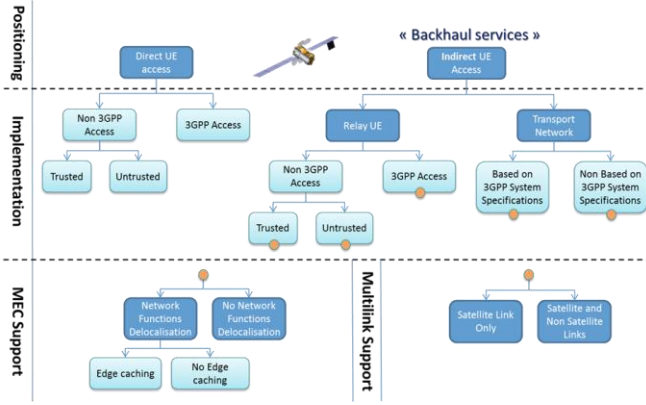 Positioning
« Backhaul services »
Direct UE
access
Indirect UE
Access
Implementation
Non 3GPP
Access
3GPP Access
Trusted
Untrusted
Relay UE
Transport
Network
Non 3GPP
Access
3GPP Access
Based on
3GPP System
Specifications
Non Based on
3GPP System
Specifications
Trusted
Untrusted
MEC Support
Network
Functions
Delocalisation
No Network
Functions
Delocalisation
Edge caching
No Edge
caching
Multilink Support
Satellite Link
Only
Satellite and
Non Satellite
Links